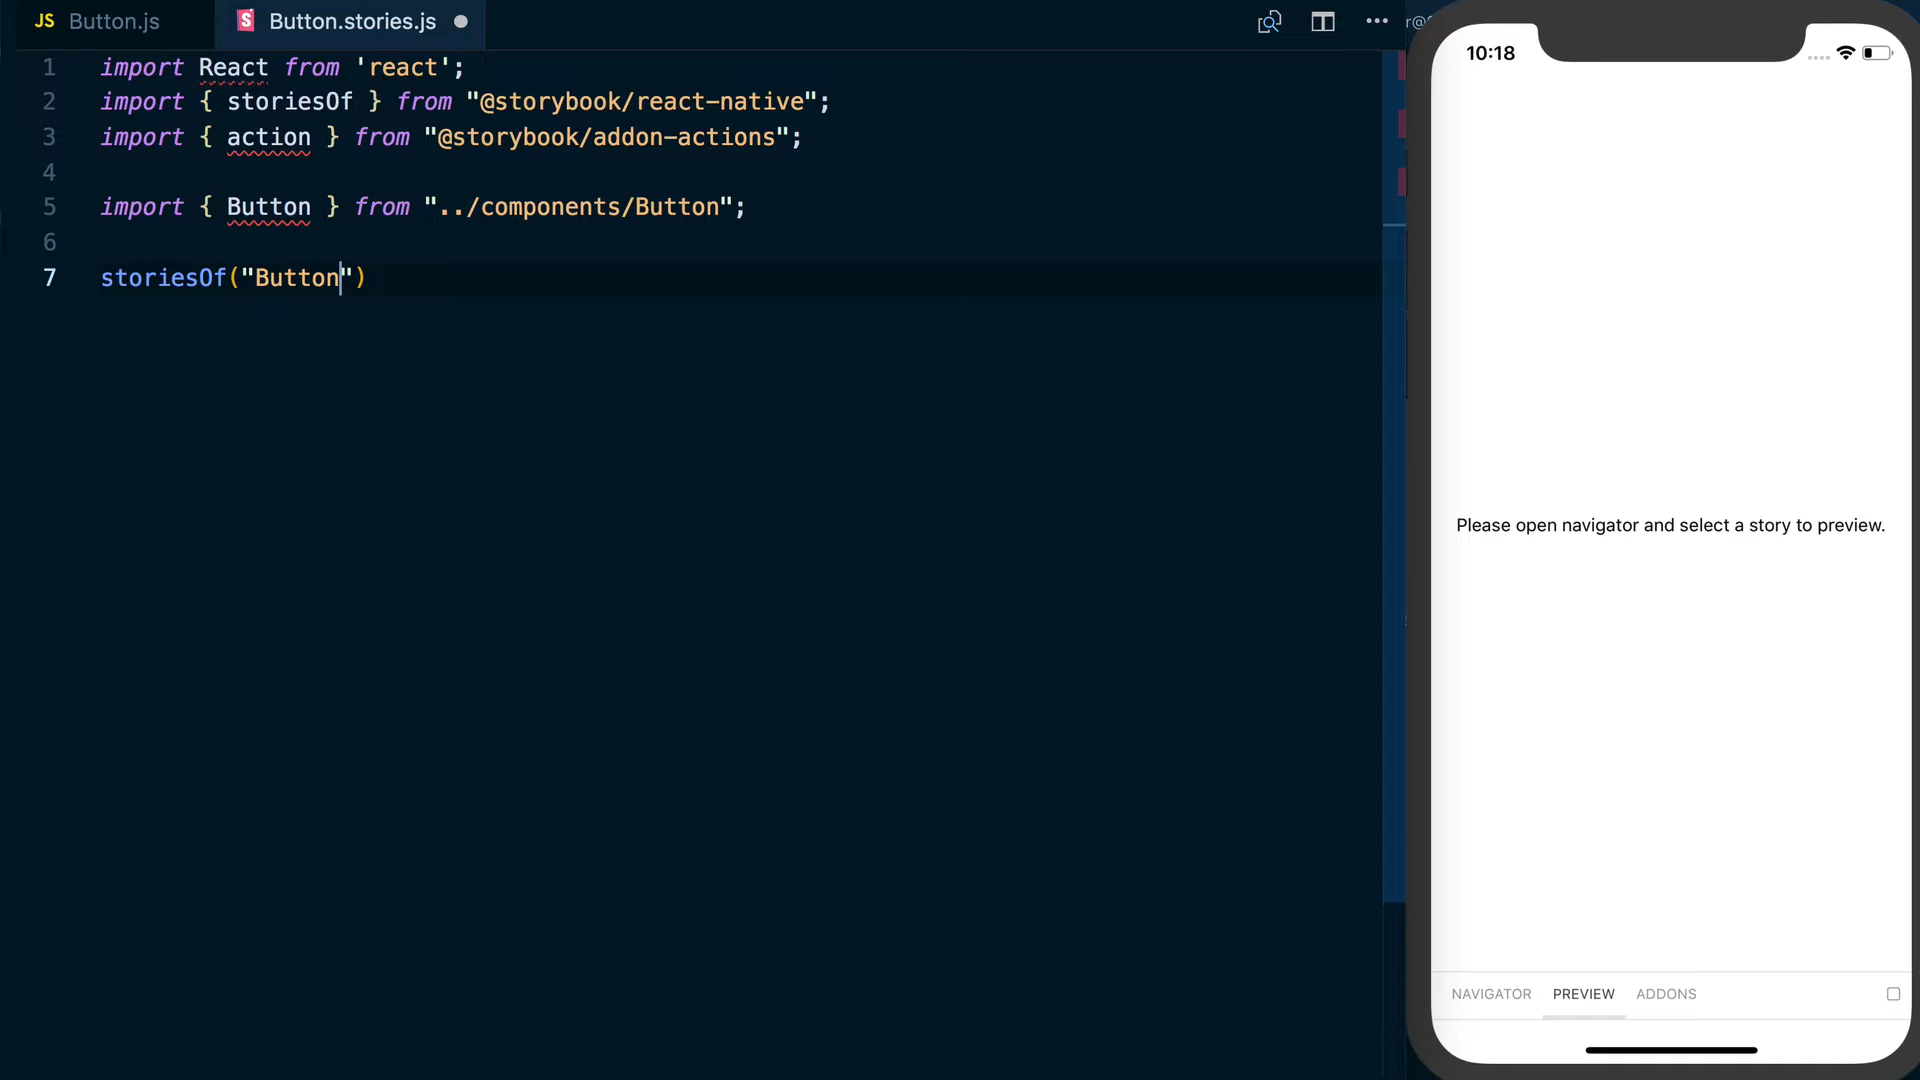 JS Button.js
Button.stories.js
1 import React from 'react';
2 import { storiesOf } from "@storybook/react-native";
3 import { action } from "@storybook/addon-actions";
4
5 import { Button } from "../components/Button";
6
7 storiesOf("Button")
10:18
Please open navigator and select a story to preview.
NAVIGATOR PREVIEW ADDONS